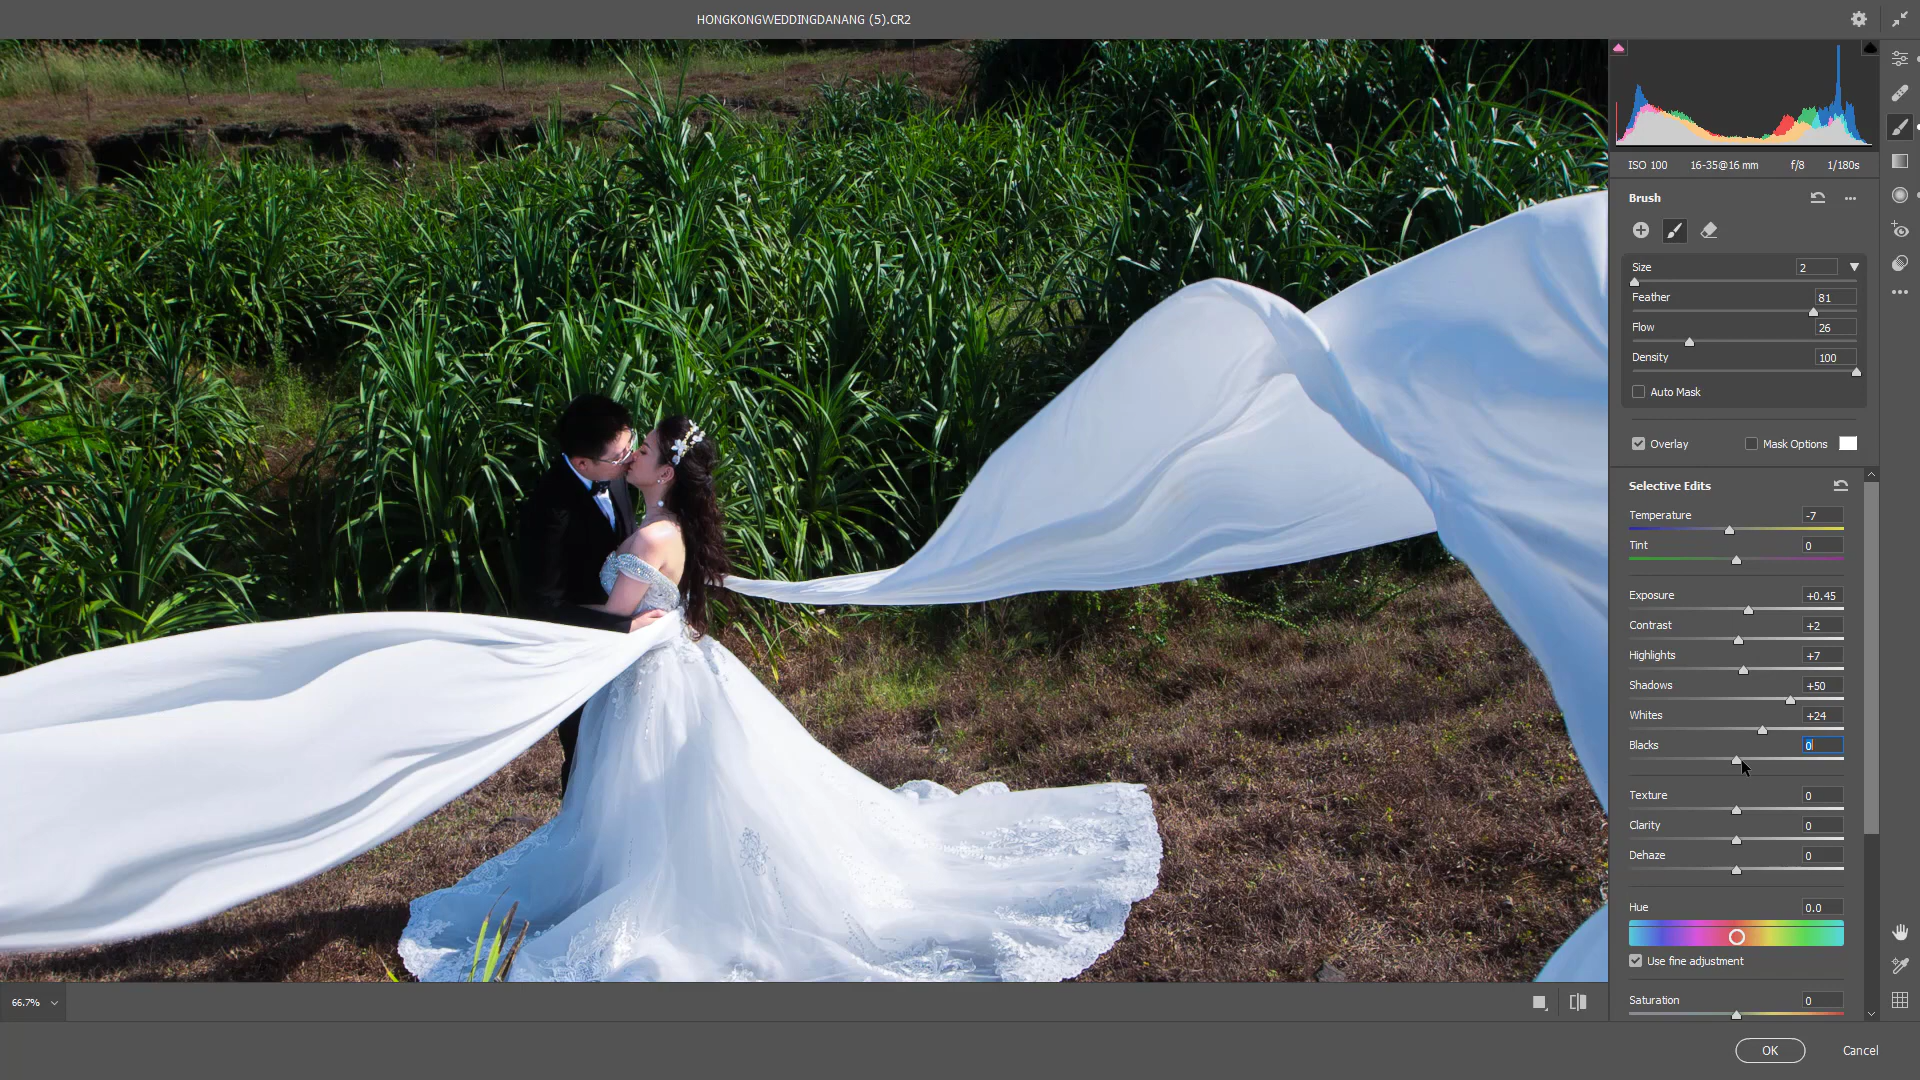 HONGKONGWEDDINGDANANG (5).CR2
ISO 100 16-35@16 mm f/8 1/180s
Brush
Size 2
Feather 81
Flow 26
Density 100
Auto Mask
Overlay Mask Options
Selective Edits
Temperature -7
Tint 0
Exposure +0.45
Contrast +2
Highlights +7
Shadows +50
Whites +24
Blacks 0
Texture 0
Clarity 0
Dehaze 0
Hue 0.0
Use fine adjustment
Saturation 0
66.7%
OK Cancel